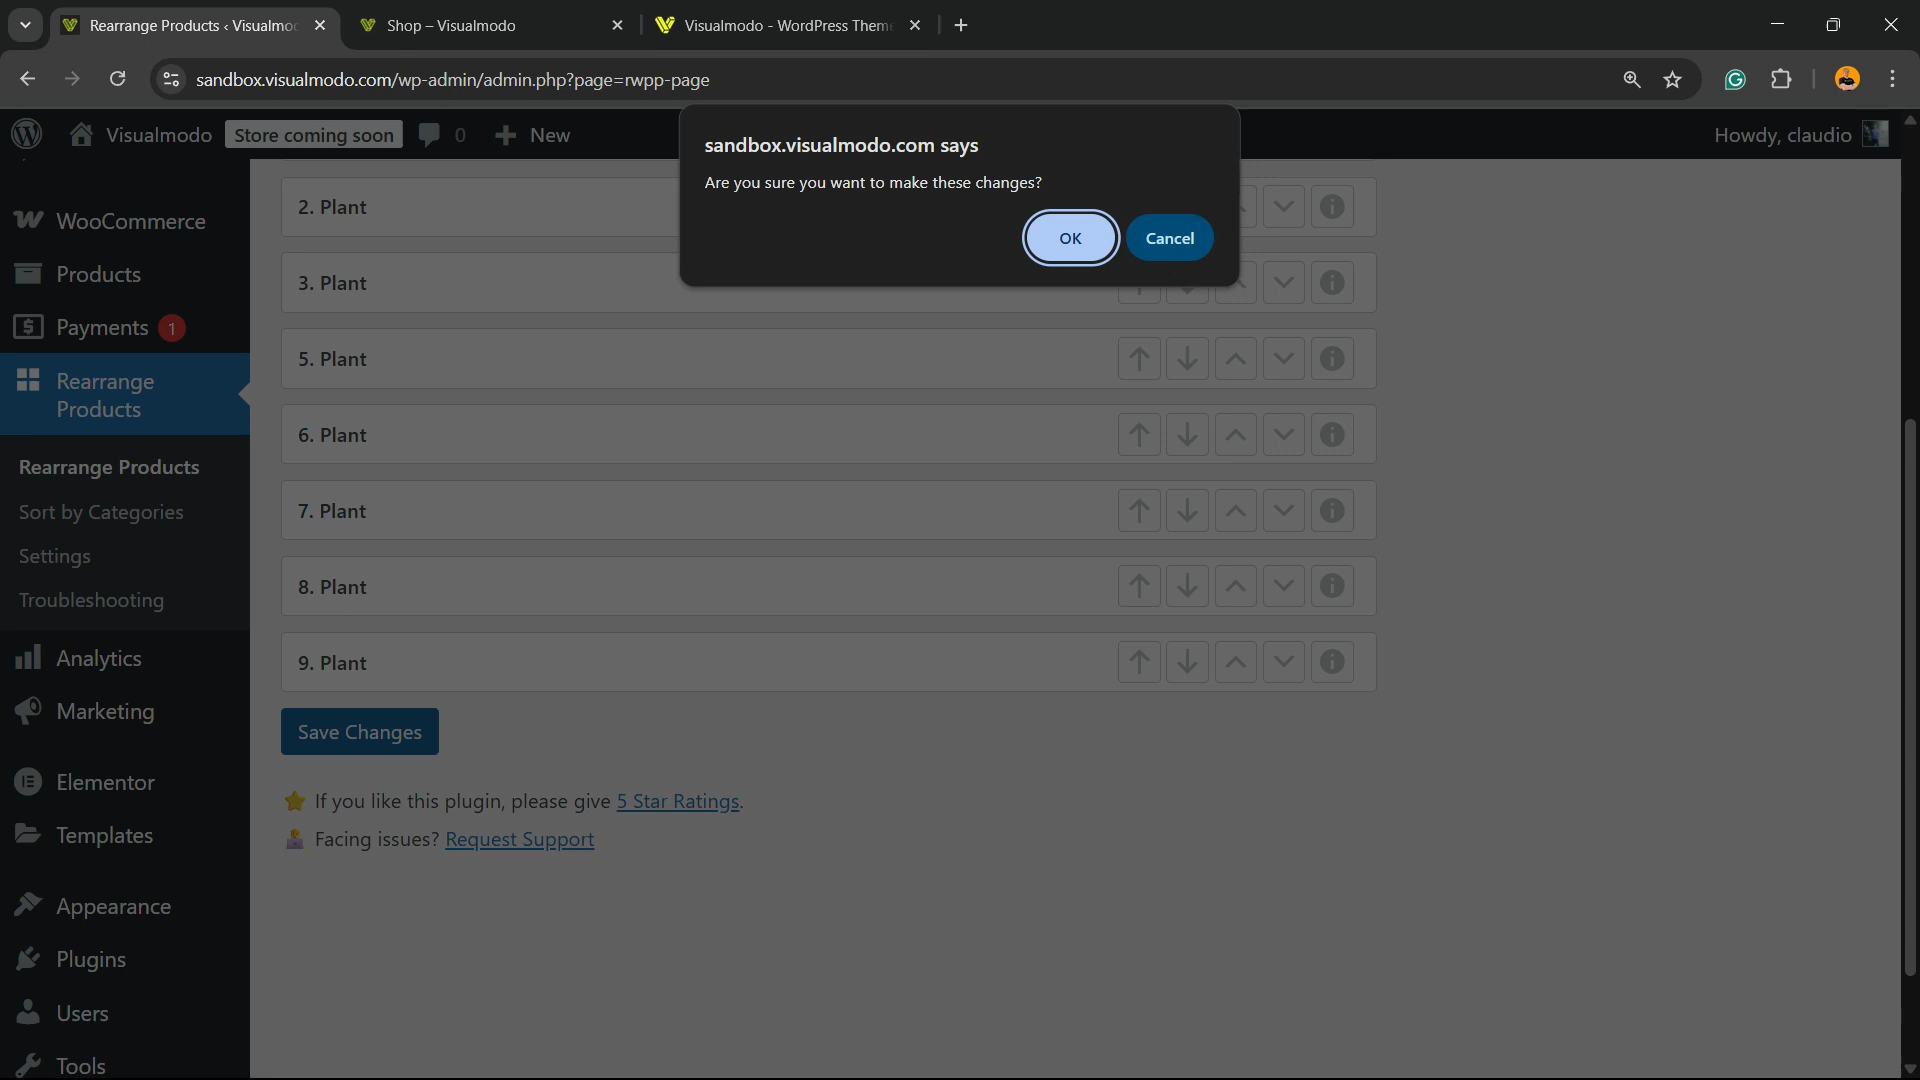 Rearrange Products ‹ Visualmo
Shop – Visualmodo
Visualmodo - WordPress Them
sandbox.visualmodo.com/wp-admin/admin.php?page=rwpp-page
Visualmodo
Store coming soon
0
New
Howdy, claudio
sandbox.visualmodo.com says
Are you sure you want to make these changes?
OK
Cancel
WooCommerce
Products
Payments 1
Rearrange
Products
Rearrange Products
Sort by Categories
Settings
Troubleshooting
Analytics
Marketing
Elementor
Templates
Appearance
Plugins
Users
Tools
2. Plant
3. Plant
5. Plant
6. Plant
7. Plant
8. Plant
9. Plant
Save Changes
If you like this plugin, please give 5 Star Ratings.
Facing issues? Request Support